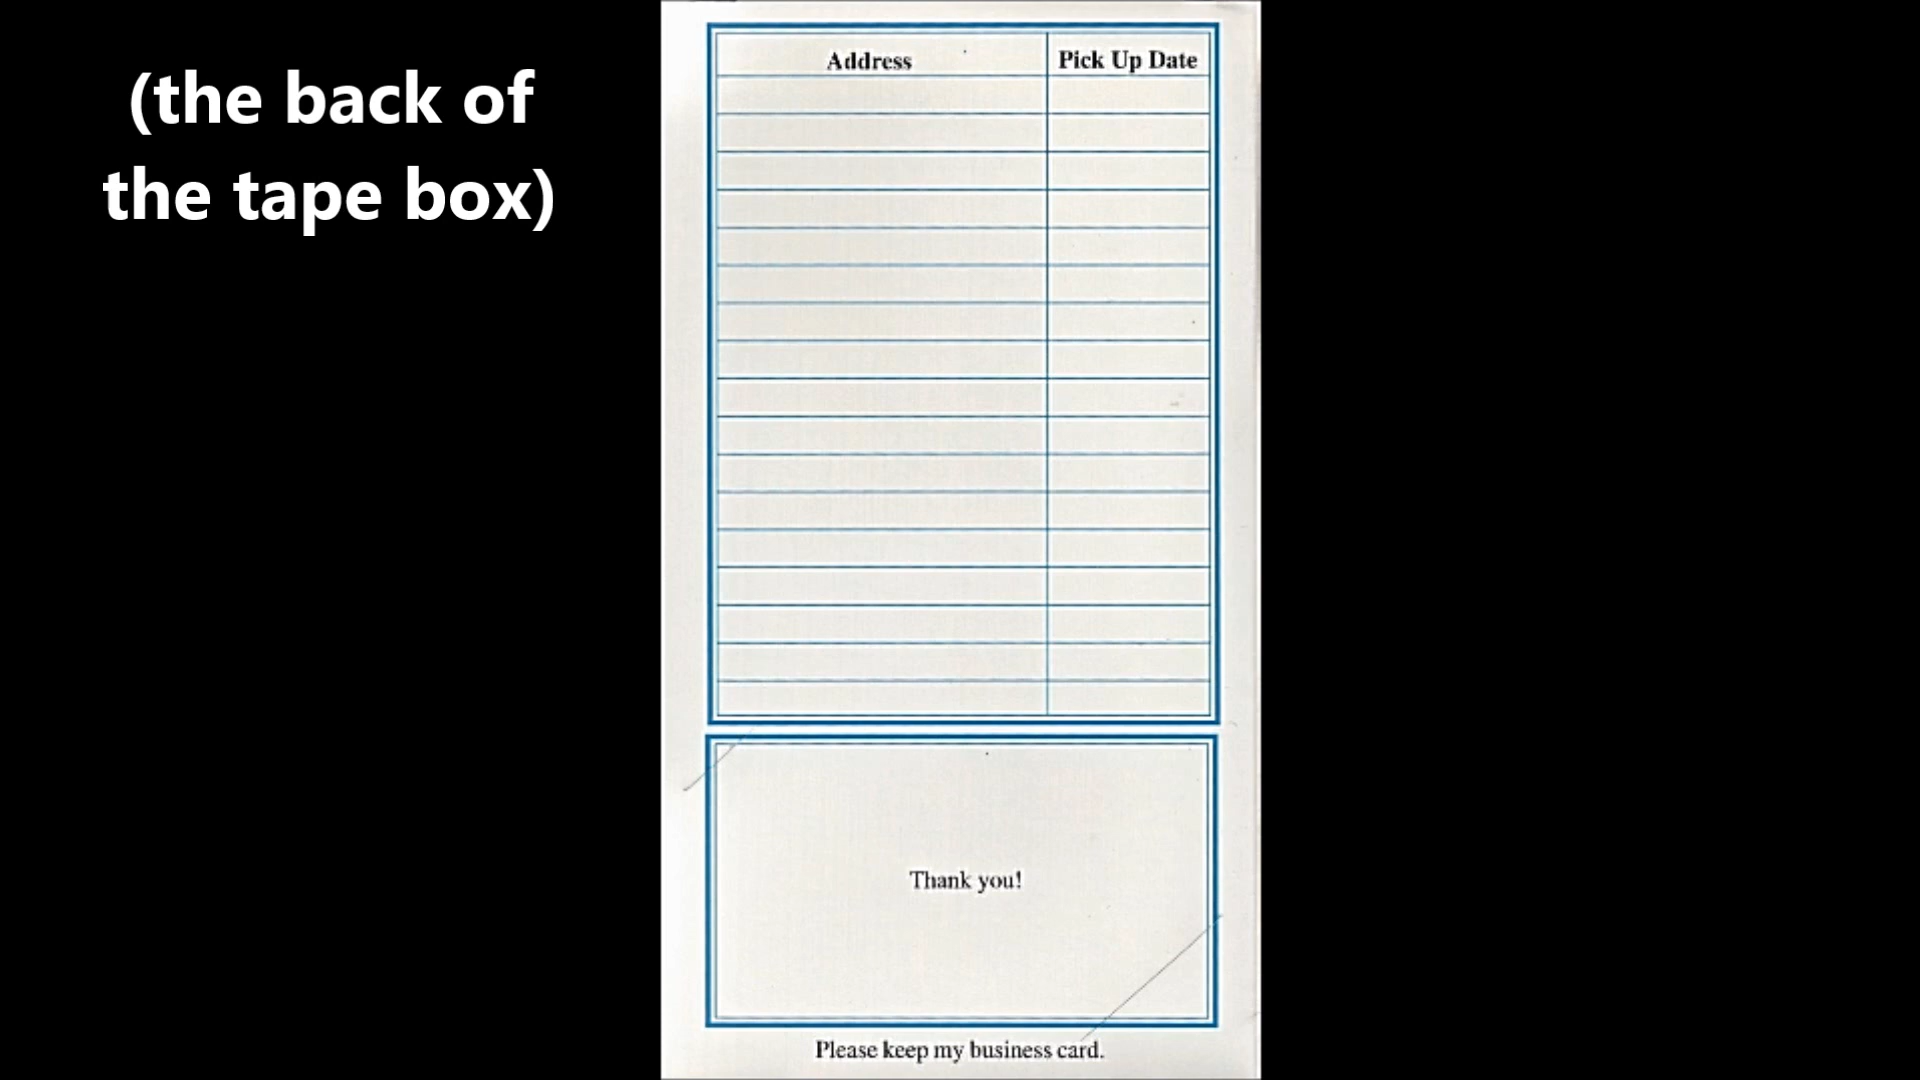 (the back of
the tape box)
Address Pick Up Date
Thank you!
Please keep my business card.